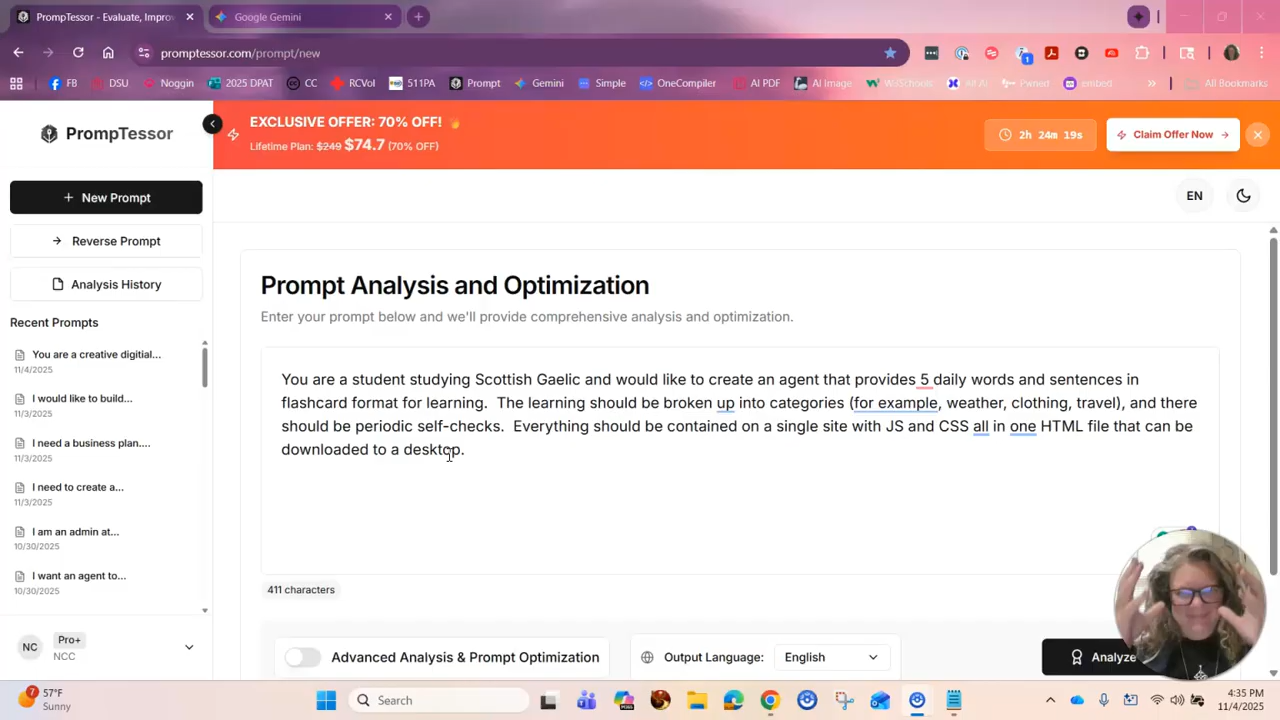 PrompTessor - Evaluate, Improv
Google Gemini
promptessor.com/prompt/new
FB
DSU
Noggin
2025 DPAT
CC
RCVol
511PA
Prompt
Gemini
Simple
OneCompiler
AI PDF
AI Image
W3Schools
All AI
Pwned
embed
All Bookmarks
PrompTessor
EXCLUSIVE OFFER: 70% OFF!
Lifetime Plan: $249 $74.7 (70% OFF)
2h 24m 19s
Claim Offer Now
New Prompt
EN
Reverse Prompt
Analysis History
Recent Prompts
You are a creative digitial...
11/4/2025
I would like to build...
11/3/2025
I need a business plan....
11/3/2025
I need to create a...
11/3/2025
I am an admin at...
10/30/2025
I want an agent to...
10/30/2025
NC
Pro+
NCC
Prompt Analysis and Optimization
Enter your prompt below and we'll provide comprehensive analysis and optimization.
You are a student studying Scottish Gaelic and would like to create an agent that provides 5 daily words and sentences in
flashcard format for learning.  The learning should be broken up into categories (for example, weather, clothing, travel), and there
should be periodic self-checks.  Everything should be contained on a single site with JS and CSS all in one HTML file that can be
downloaded to a desktop.
411 characters
Advanced Analysis & Prompt Optimization
Output Language:
English
Analyze
7
57°F
Sunny
Search
4:35 PM
11/4/2025